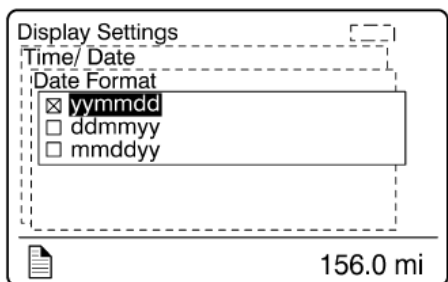 Display Settings
Time/ Date
Date Format
yymmdd
ddmmyy
mmddyy
156.0 mi